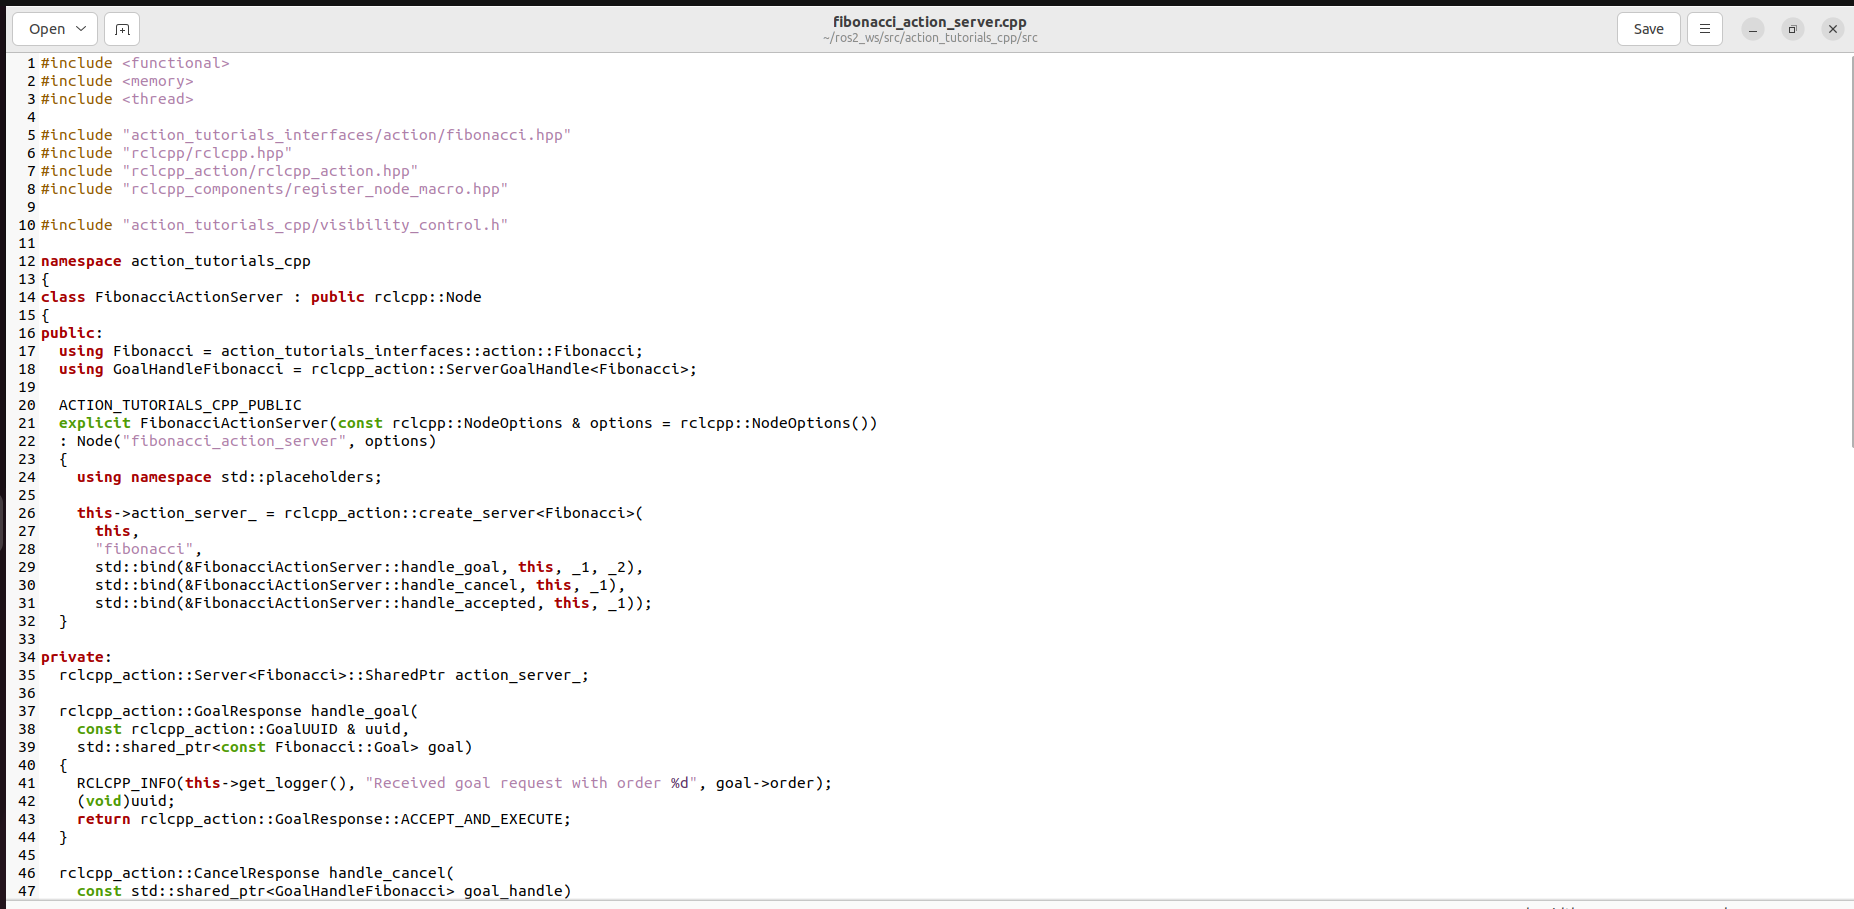 Open
fibonacci_action_server.cpp
~/ros2_ws/src/action_tutorials_cpp/src
Save
1 #include <functional>
2 #include <memory>
3 #include <thread>
4
5 #include "action_tutorials_interfaces/action/fibonacci.hpp"
6 #include "rclcpp/rclcpp.hpp"
7 #include "rclcpp_action/rclcpp_action.hpp"
8 #include "rclcpp_components/register_node_macro.hpp"
9
10 #include "action_tutorials_cpp/visibility_control.h"
11
12 namespace action_tutorials_cpp
13 {
14 class FibonacciActionServer : public rclcpp::Node
15 {
16 public:
17   using Fibonacci = action_tutorials_interfaces::action::Fibonacci;
18   using GoalHandleFibonacci = rclcpp_action::ServerGoalHandle<Fibonacci>;
19
20   ACTION_TUTORIALS_CPP_PUBLIC
21   explicit FibonacciActionServer(const rclcpp::NodeOptions & options = rclcpp::NodeOptions())
22   : Node("fibonacci_action_server", options)
23   {
24     using namespace std::placeholders;
25
26     this->action_server_ = rclcpp_action::create_server<Fibonacci>(
27       this,
28       "fibonacci",
29       std::bind(&FibonacciActionServer::handle_goal, this, _1, _2),
30       std::bind(&FibonacciActionServer::handle_cancel, this, _1),
31       std::bind(&FibonacciActionServer::handle_accepted, this, _1));
32   }
33
34 private:
35   rclcpp_action::Server<Fibonacci>::SharedPtr action_server_;
36
37   rclcpp_action::GoalResponse handle_goal(
38     const rclcpp_action::GoalUUID & uuid,
39     std::shared_ptr<const Fibonacci::Goal> goal)
40   {
41     RCLCPP_INFO(this->get_logger(), "Received goal request with order %d", goal->order);
42     (void)uuid;
43     return rclcpp_action::GoalResponse::ACCEPT_AND_EXECUTE;
44   }
45
46   rclcpp_action::CancelResponse handle_cancel(
47     const std::shared_ptr<GoalHandleFibonacci> goal_handle)